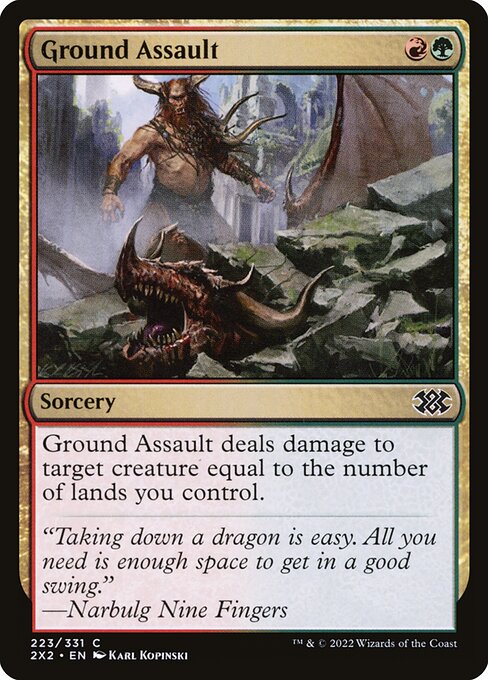 Ground Assault
Sorcery
Ground Assault deals damage to
target creature equal to the number
of lands you control.
“Taking down a dragon is easy. All you
need is enough space to get in a good
swing.”
—Narbulg Nine Fingers
223/331 C
2X2 • EN Karl Kopinski
™ & © 2022 Wizards of the Coast